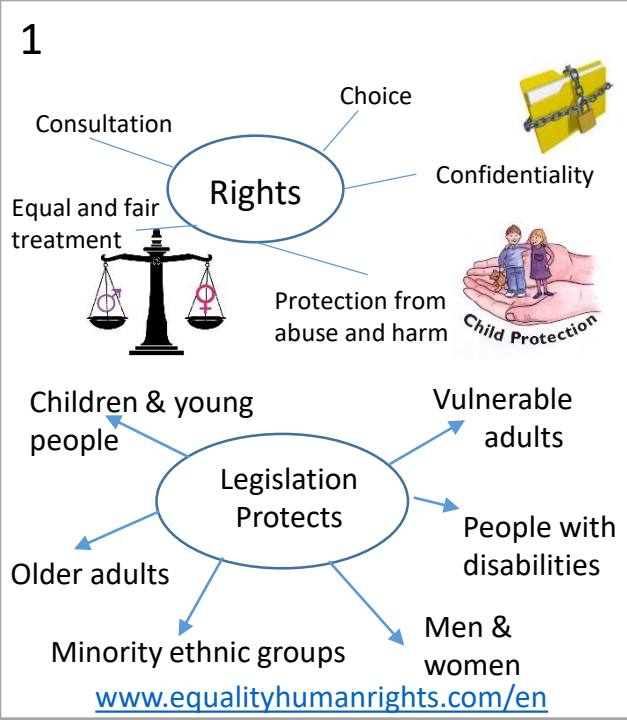 1
Choice
Consultation
Rights
Confidentiality
Equal and fair
treatment
Protection from
abuse and harm
Child Protection
Children & young
people
Vulnerable
adults
Legislation
Protects
People with
disabilities
Older adults
Men &
women
Minority ethnic groups
www.equalityhumanrights.com/en